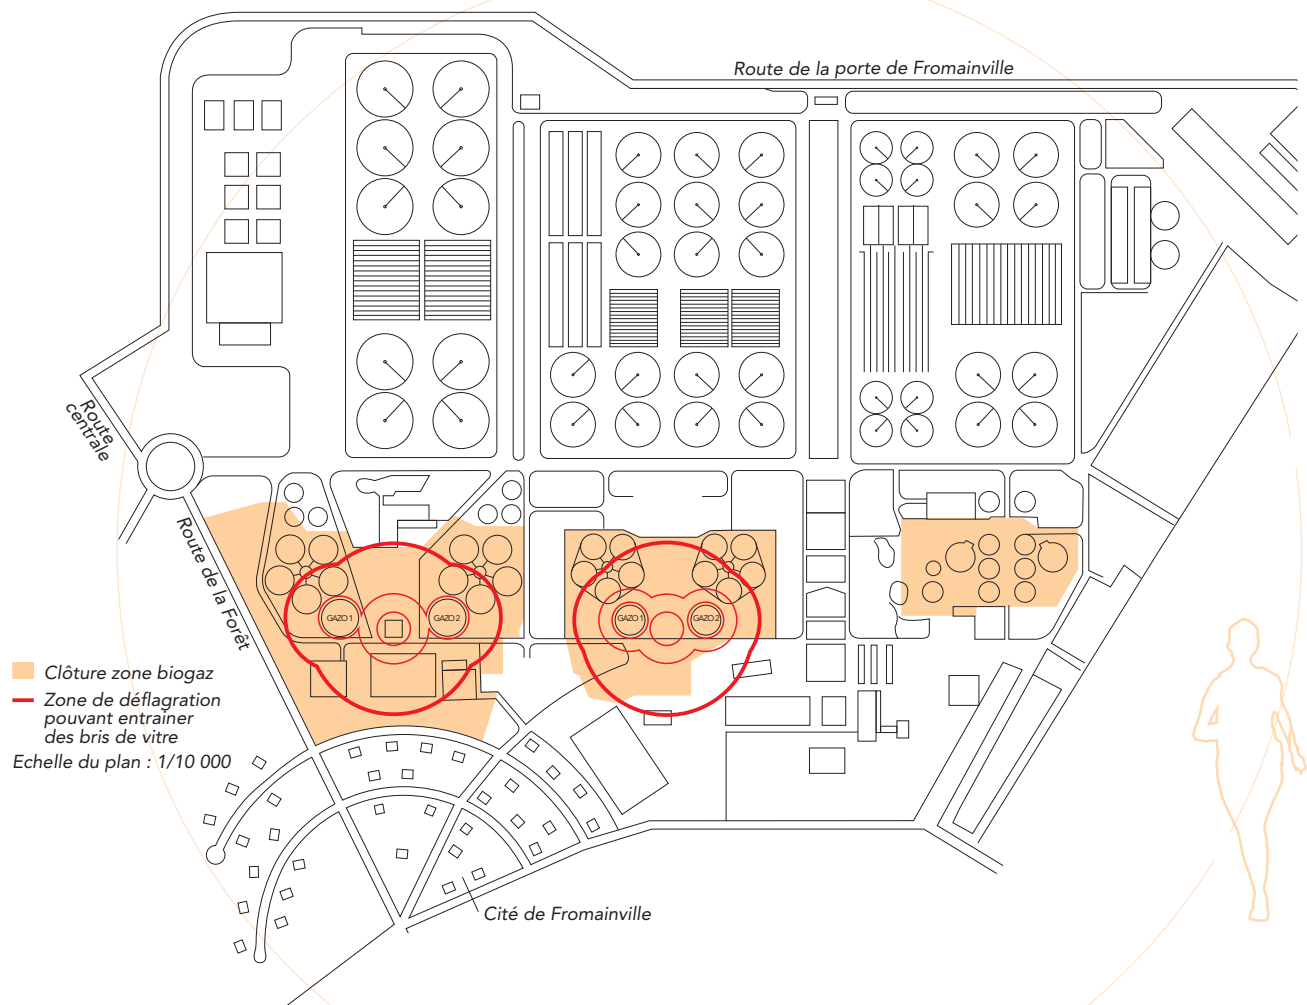 Route de la porte de Fromainville
Route
centrale
Route de la Forêt
GAZO 1
GAZO 2
GAZO 1
GAZO 2
Clôture zone biogaz
Zone de déflagration
pouvant entrainer
des bris de vitre
Echelle du plan : 1/10 000
Cité de Fromainville